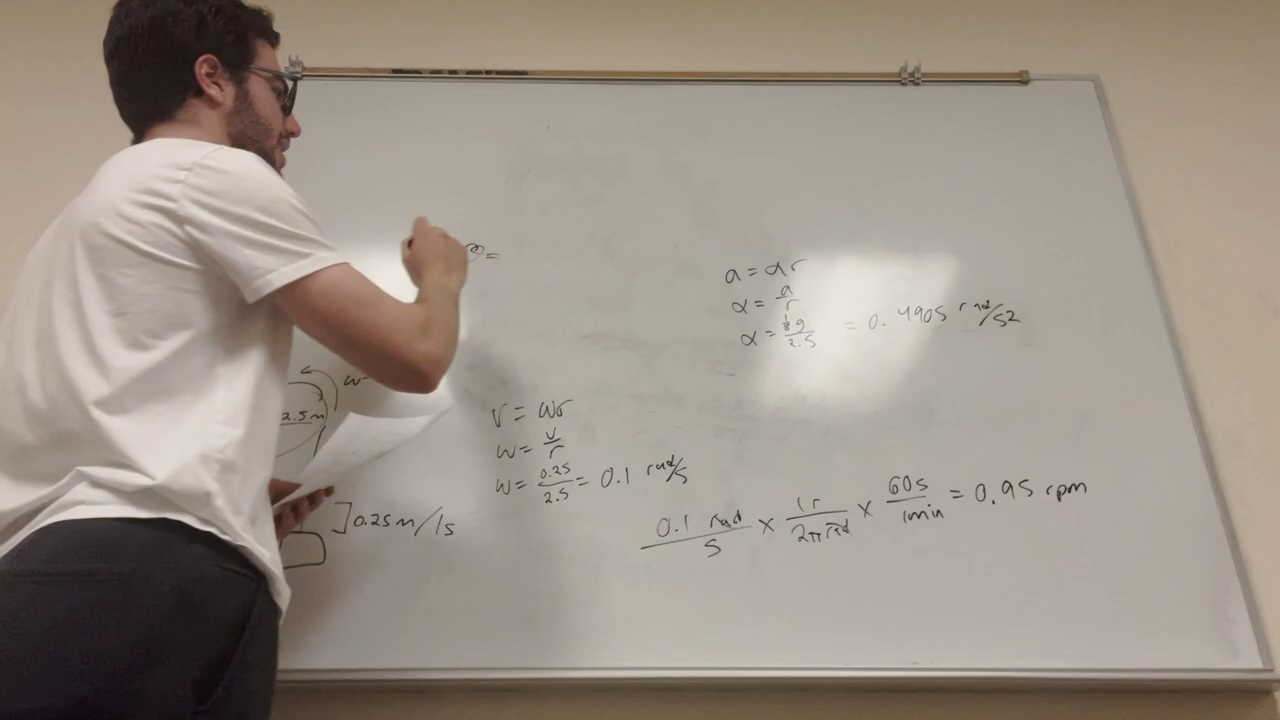 =
a = αr
α = a/r
α = ⅛g/2.5 = 0.4905 rad/s2
ω
2.5m
v = ωr
ω = v/r
ω = 0.25/2.5 = 0.1 rad/s
]0.25m/1s
0.1 rad/s × 1r/2π rad × 60s/1min = 0.95 rpm